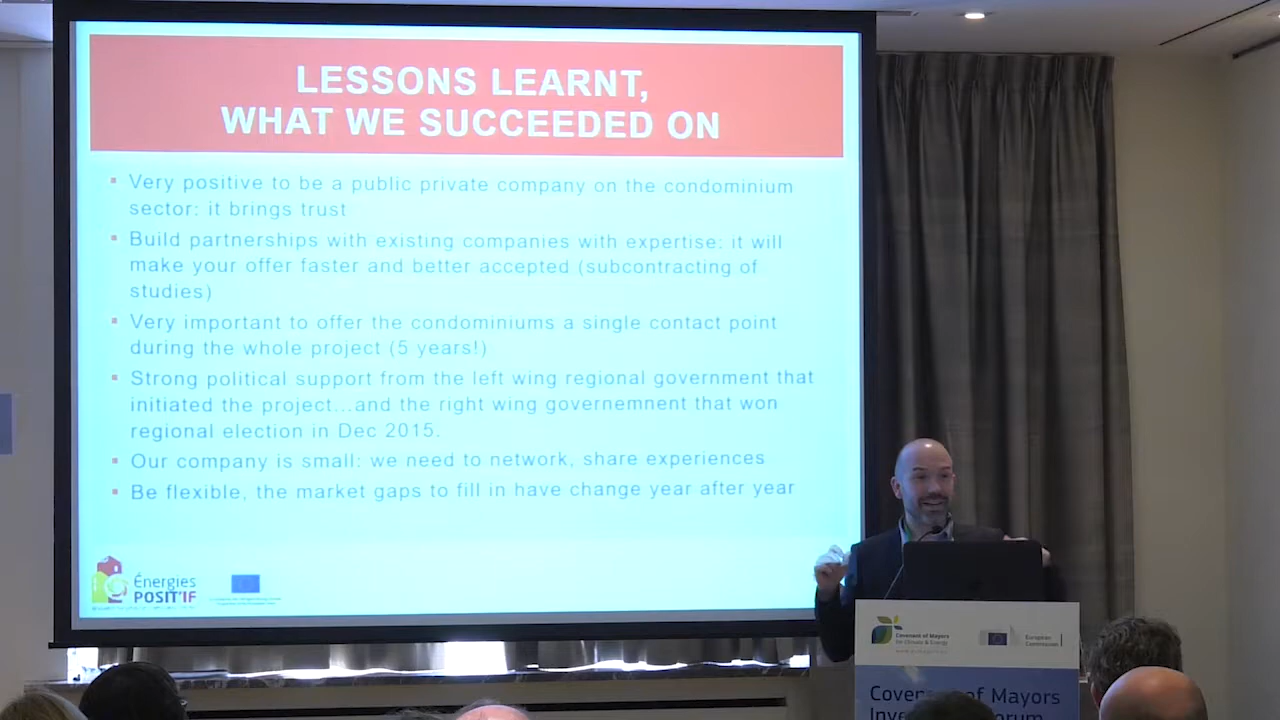 LESSONS LEARNT,
WHAT WE SUCCEEDED ON
Very positive to be a public private company on the condominium
sector: it brings trust
Build partnerships with existing companies with expertise: it will
make your offer faster and better accepted (subcontracting of
studies)
Very important to offer the condominiums a single contact point
during the whole project (5 years!)
Strong political support from the left wing regional government that
initiated the project...and the right wing governemnent that won
regional election in Dec 2015.
Our company is small: we need to network, share experiences
Be flexible, the market gaps to fill in have change year after year
Énergies
POSIT'IF
Covenant of Mayors
for Climate & Energy
European
Commission
of Mayors